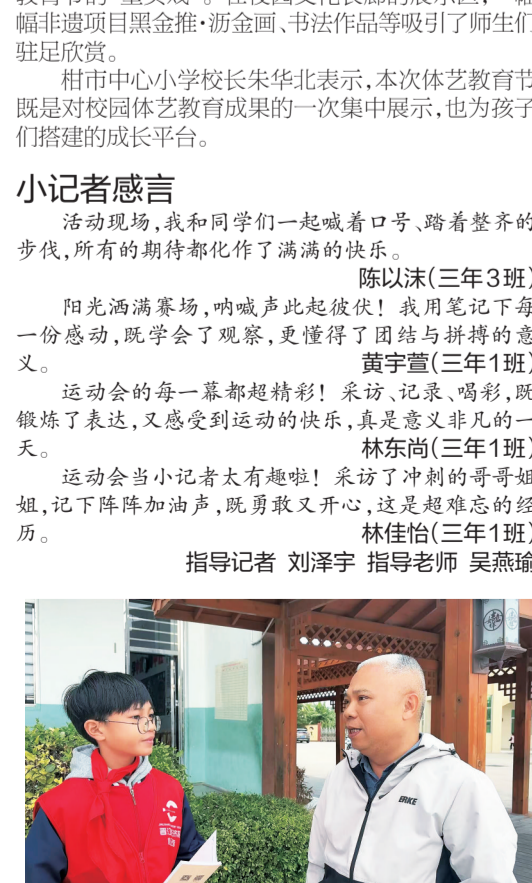 幅非遗项目黑金推·沥金画、书法作品等吸引了师生们
驻足欣赏。
柑市中心小学校长朱华北表示,本次体艺教育节
既是对校园体艺教育成果的一次集中展示,也为孩子
们搭建的成长平台。
小记者感言
活动现场,我和同学们一起喊着口号、踏着整齐的
步伐,所有的期待都化作了满满的快乐。
陈以沫(三年3班)
阳光洒满赛场,呐喊声此起彼伏! 我用笔记下每
一份感动,既学会了观察,更懂得了团结与拼搏的意
义。 黄宇萱(三年1班)
运动会的每一幕都超精彩! 采访、记录、喝彩,既
锻炼了表达,又感受到运动的快乐,真是意义非凡的一
天。 林东尚(三年1班)
运动会当小记者太有趣啦! 采访了冲刺的哥哥姐
姐,记下阵阵加油声,既勇敢又开心,这是超难忘的经
历。 林佳怡(三年1班)
指导记者 刘泽宇 指导老师 吴燕瑜
ERKE